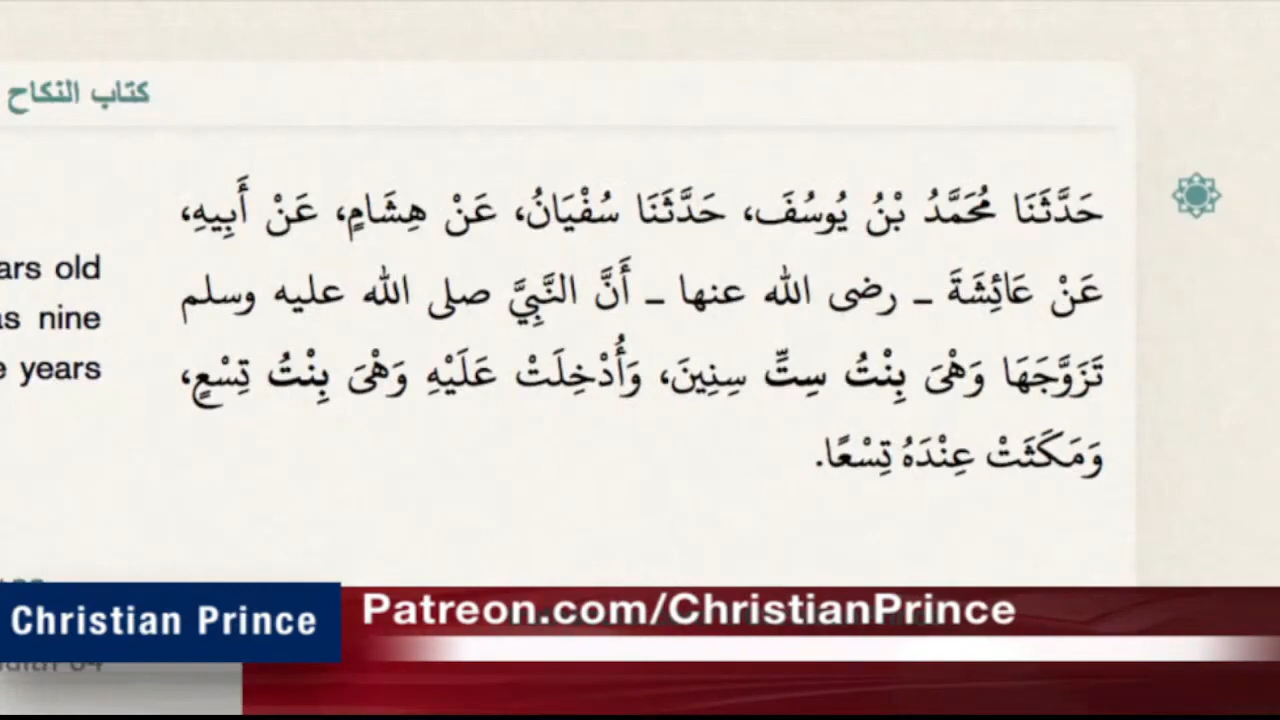 كتاب النكاح
حَدَّثَنَا مُحَمَّدُ بْنُ يُوسُفَ، حَدَّثَنَا سُفْيَانُ، عَنْ هِشَامٍ، عَنْ أَبِيهِ،
عَنْ عَائِشَةَ ـ رضى الله عنها ـ أَنَّ النَّبِيَّ صلى الله عليه وسلم
تَزَوَّجَهَا وَهْىَ بِنْتُ سِتِّ سِنِينَ، وَأُدْخِلَتْ عَلَيْهِ وَهْىَ بِنْتُ تِسْعٍ،
وَمَكَثَتْ عِنْدَهُ تِسْعًا.
ars old
as nine
e years
Christian Prince
Patreon.com/ChristianPrince